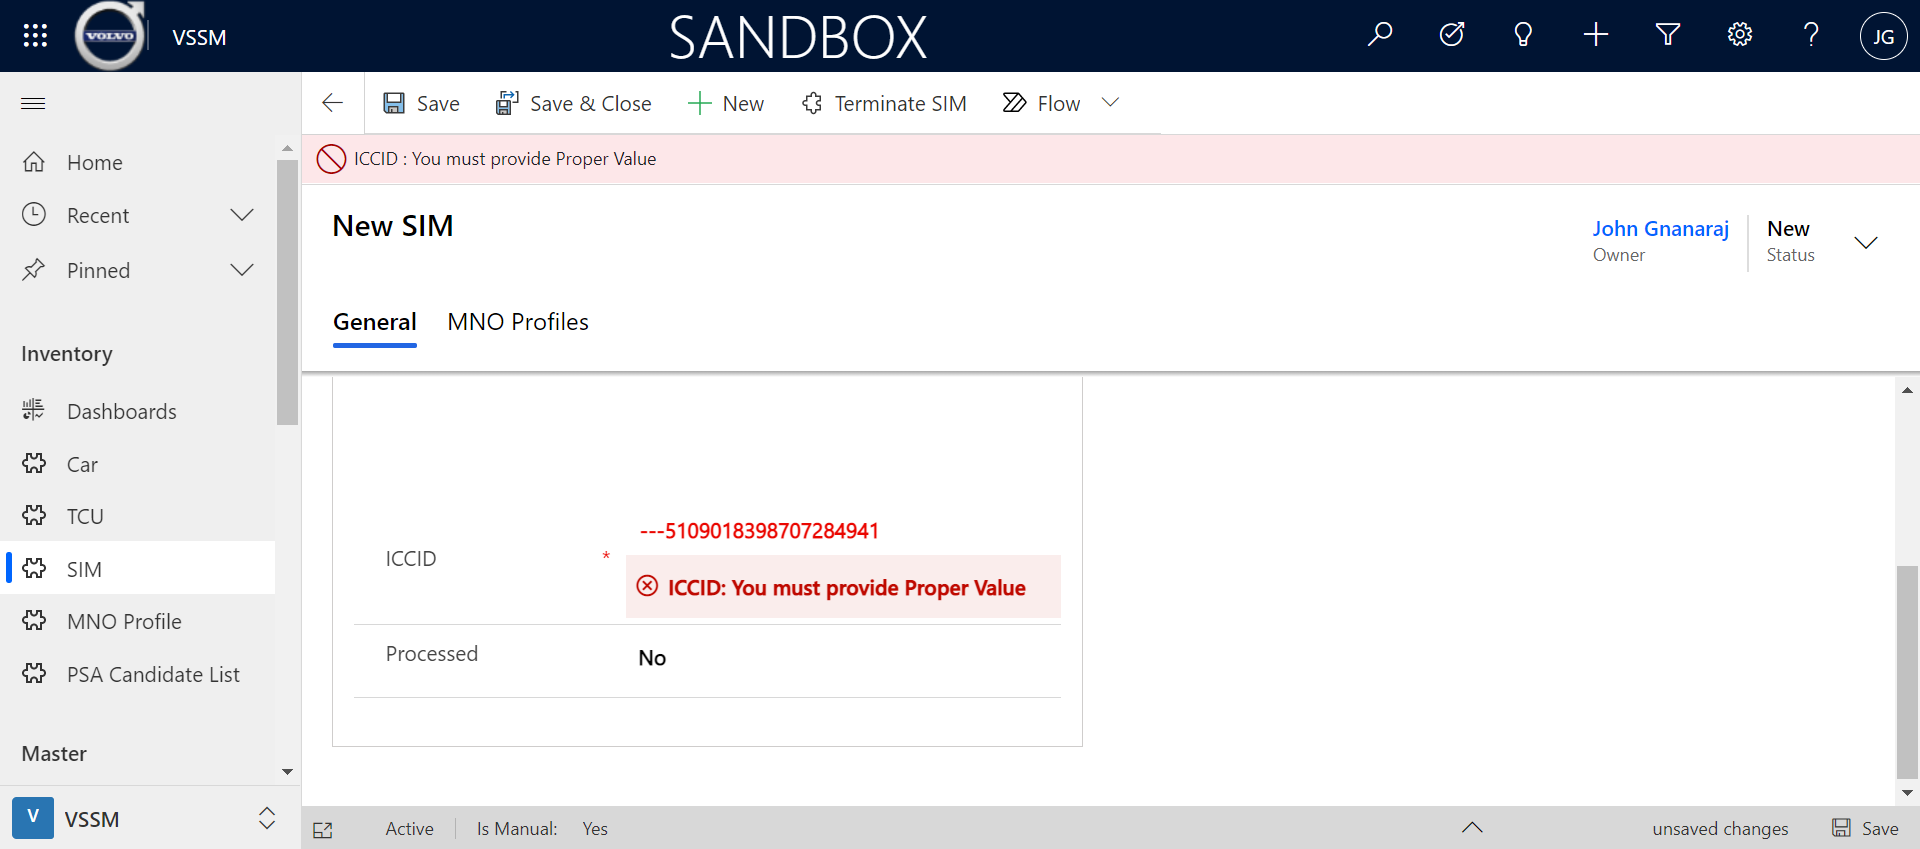 VOLVO
VSSM
SANDBOX
JG
Save
Save & Close
New
Terminate SIM
Flow
ICCID : You must provide Proper Value
Home
Recent
Pinned
Inventory
Dashboards
Car
TCU
SIM
MNO Profile
PSA Candidate List
Master
V
VSSM
New SIM
John Gnanaraj
Owner
New
Status
General
MNO Profiles
ICCID
*
---5109018398707284941
ICCID: You must provide Proper Value
Processed
No
Active
Is Manual:
Yes
unsaved changes
Save